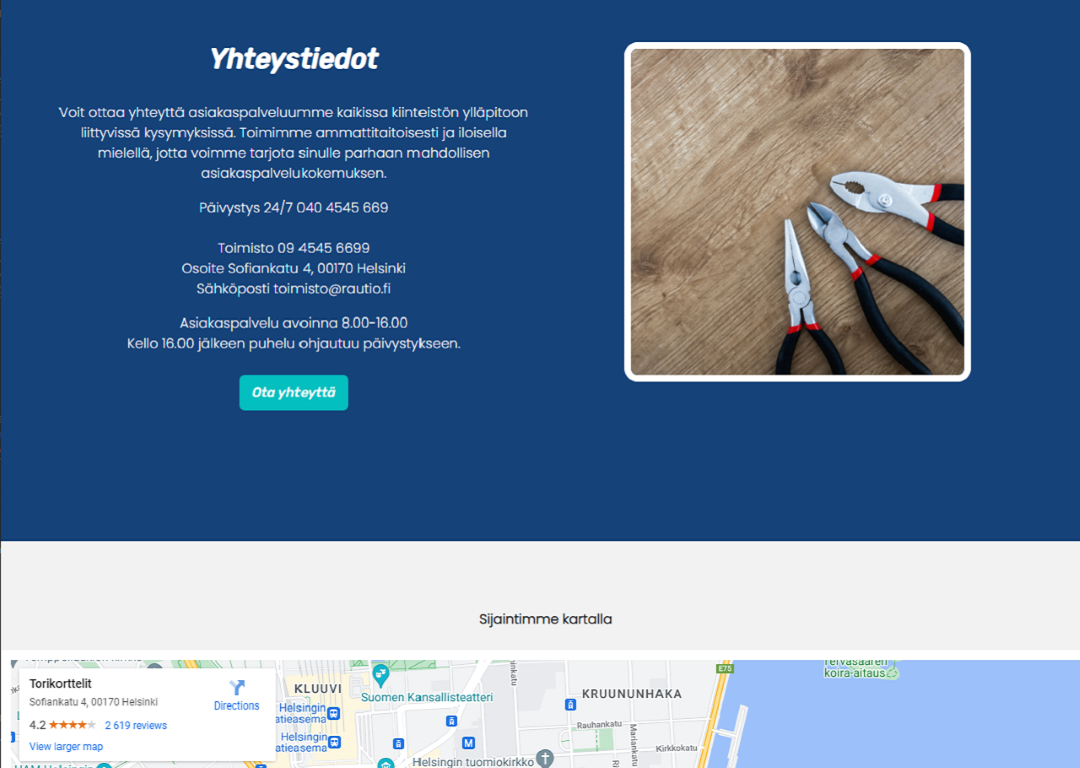 Yhteystiedot
Voit ottaa yhteyttä asiakaspalveluumme kaikissa kiinteistön ylläpitoon
liittyvissä kysymyksissä. Toimimme ammattitaitoisesti ja iloisella
mielellä, jotta voimme tarjota sinulle parhaan mahdollisen
asiakaspalvelukokemuksen.
Päivystys 24/7 040 4545 669
Toimisto 09 4545 6699
Osoite Sofiankatu 4, 00170 Helsinki
Sähköposti toimisto@rautio.fi
Asiakaspalvelu avoinna 8.00-16.00
Kello 16.00 jälkeen puhelu ohjautuu päivystykseen.
Ota yhteyttä
Sijaintimme kartalla
Torikorttelit
Sofiankatu 4, 00170 Helsinki
4.2 2 619 reviews
View larger map
Directions
KLUUVI
Suomen Kansallisteatteri
Helsingin
atieasema
Helsingin
atieasema
M
Helsingin tuomiokirkko
KRUUNUNHAKA
Rauhankatu
Mariankatu
Kirkkokatu
E75
Tervasaaren
koira-aitaus